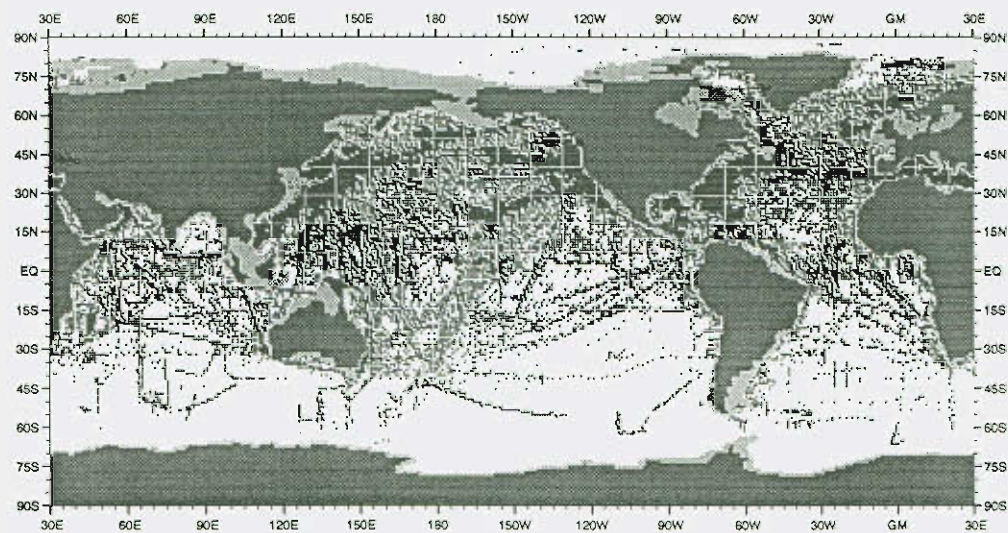 30E 60E 90E 120E 150E 180 150W 120W 90W 60W 30W GM 30E
90N 90N
75N 75N
60N 60N
45N 45N
30N 30N
15N 15N
EQ EQ
15S 15S
30S 30S
45S 45S
60S 60S
75S 75S
90S 90S
30E 60E 90E 120E 150E 180 150W 120W 90W 60W 30W GM 30E